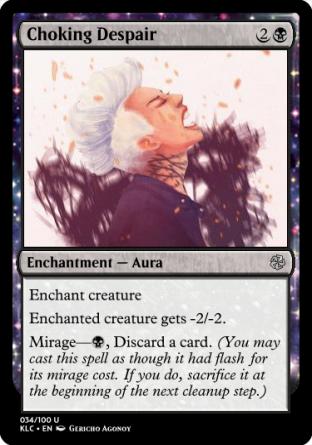 Choking Despair 2
Enchantment — Aura
Enchant creature
Enchanted creature gets -2/-2.
Mirage—, Discard a card. (You may
cast this spell as though it had flash for
its mirage cost. If you do, sacrifice it at
the beginning of the next cleanup step.)
034/100 U
KLC • EN Gericho Agonoy